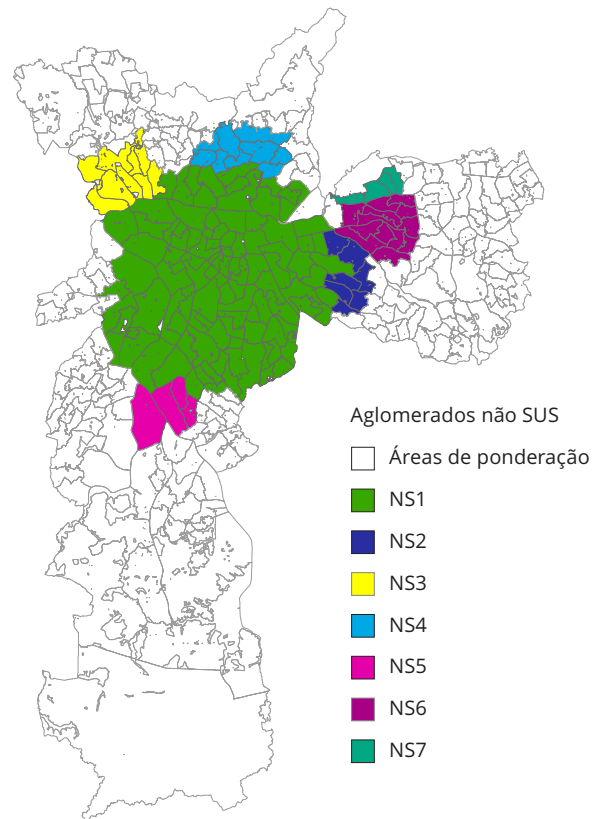 Aglomerados não SUS
Áreas de ponderação
NS1
NS2
NS3
NS4
NS5
NS6
NS7